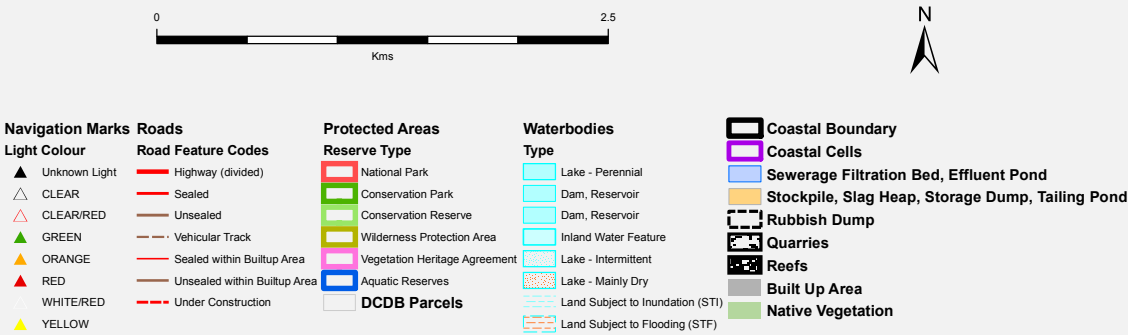 0 2.5
Kms
N
Navigation Marks
Light Colour
Unknown Light
CLEAR
CLEAR/RED
GREEN
ORANGE
RED
WHITE/RED
YELLOW
Roads
Road Feature Codes
Highway (divided)
Sealed
Unsealed
Vehicular Track
Sealed within Builtup Area
Unsealed within Builtup Area
Under Construction
Protected Areas
Reserve Type
National Park
Conservation Park
Conservation Reserve
Wilderness Protection Area
Vegetation Heritage Agreement
Aquatic Reserves
DCDB Parcels
Waterbodies
Type
Lake - Perennial
Dam, Reservoir
Dam, Reservoir
Inland Water Feature
Lake - Intermittent
Lake - Mainly Dry
Land Subject to Inundation (STI)
Land Subject to Flooding (STF)
Coastal Boundary
Coastal Cells
Sewerage Filtration Bed, Effluent Pond
Stockpile, Slag Heap, Storage Dump, Tailing Pond
Rubbish Dump
Quarries
Reefs
Built Up Area
Native Vegetation